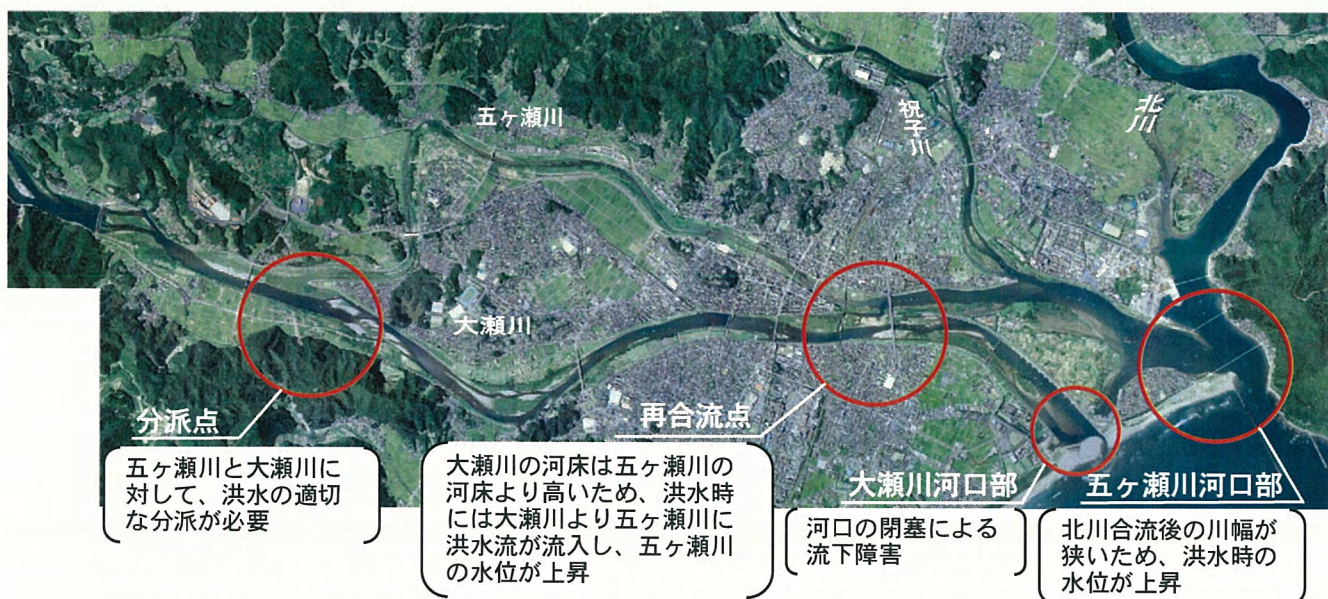 五ヶ瀬川
祝子川
北川
大瀬川
分派点
五ヶ瀬川と大瀬川に
対して、洪水の適切
な分派が必要
再合流点
大瀬川の河床は五ヶ瀬川の
河床より高いため、洪水時
には大瀬川より五ヶ瀬川に
洪水流が流入し、五ヶ瀬川
の水位が上昇
大瀬川河口部
河口の閉塞による
流下障害
五ヶ瀬川河口部
北川合流後の川幅が
狭いため、洪水時の
水位が上昇